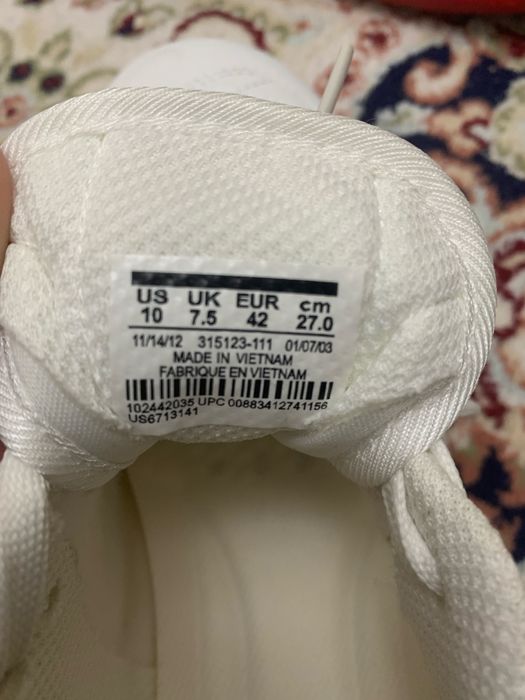 US UK EUR cm
10 7.5 42 27.0
11/14/12 315123-111 01/07/03
MADE IN VIETNAM
FABRIQUE EN VIETNAM
102442035 UPC 00883412741156
US6713141